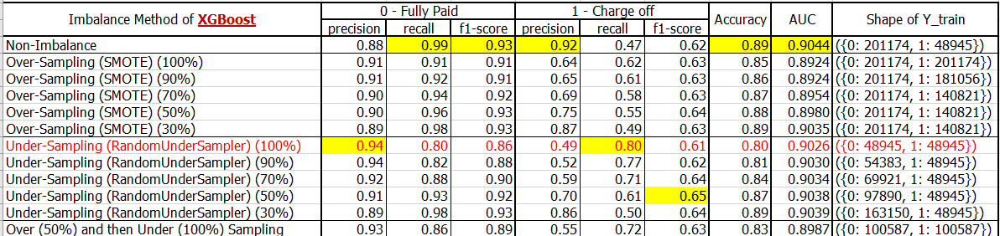 Imbalance Method of XGBoost 0 - Fully Paid 1 - Charge off Accuracy AUC Shape of Y_train
precision recall f1-score precision recall f1-score
Non-Imbalance 0.88 0.99 0.93 0.92 0.47 0.62 0.89 0.9044 ({0: 201174, 1: 48945})
Over-Sampling (SMOTE) (100%) 0.91 0.91 0.91 0.64 0.62 0.63 0.85 0.8924 ({0: 201174, 1: 201174})
Over-Sampling (SMOTE) (90%) 0.91 0.92 0.91 0.65 0.61 0.63 0.86 0.8924 ({0: 201174, 1: 181056})
Over-Sampling (SMOTE) (70%) 0.90 0.94 0.92 0.69 0.58 0.63 0.87 0.8954 ({0: 201174, 1: 140821})
Over-Sampling (SMOTE) (50%) 0.90 0.96 0.93 0.75 0.55 0.64 0.88 0.8980 ({0: 201174, 1: 140821})
Over-Sampling (SMOTE) (30%) 0.89 0.98 0.93 0.87 0.49 0.63 0.89 0.9035 ({0: 201174, 1: 140821})
Under-Sampling (RandomUnderSampler) (100%) 0.94 0.80 0.86 0.49 0.80 0.61 0.80 0.9026 ({0: 48945, 1: 48945})
Under-Sampling (RandomUnderSampler) (90%) 0.94 0.82 0.88 0.52 0.77 0.62 0.81 0.9030 ({0: 54383, 1: 48945})
Under-Sampling (RandomUnderSampler) (70%) 0.92 0.88 0.90 0.59 0.71 0.64 0.84 0.9034 ({0: 69921, 1: 48945})
Under-Sampling (RandomUnderSampler) (50%) 0.91 0.93 0.92 0.70 0.61 0.65 0.87 0.9038 ({0: 97890, 1: 48945})
Under-Sampling (RandomUnderSampler) (30%) 0.89 0.98 0.93 0.86 0.50 0.64 0.89 0.9039 ({0: 163150, 1: 48945})
Over (50%) and then Under (100%) Sampling 0.93 0.86 0.89 0.55 0.72 0.63 0.83 0.8987 ({0: 100587, 1: 100587})